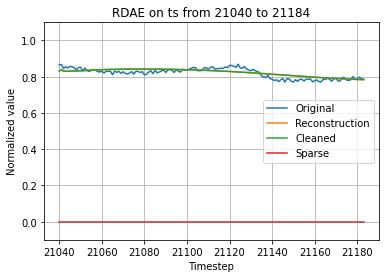 RDAE on ts from 21040 to 21184
Normalized value
1.0
0.8
0.6
0.4
0.2
0.0
Original
Reconstruction
Cleaned
Sparse
21040 21060 21080 21100 21120 21140 21160 21180
Timestep